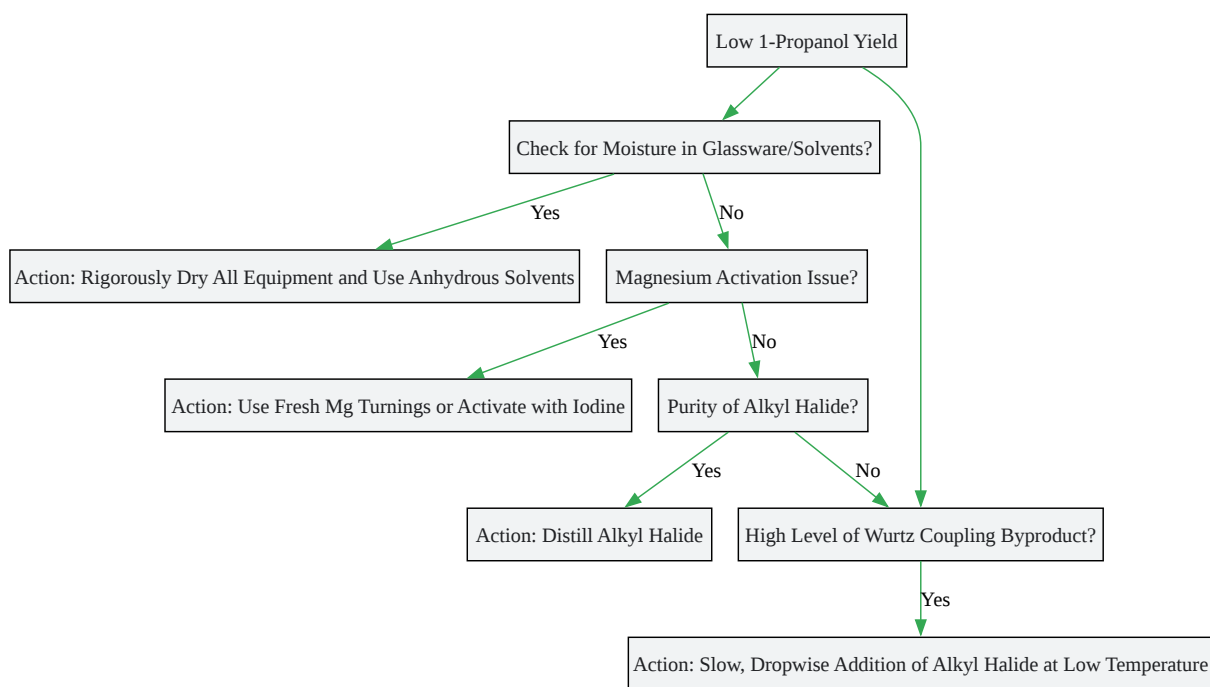 Low 1-Propanol Yield
Check for Moisture in Glassware/Solvents?
Yes
No
Action: Rigorously Dry All Equipment and Use Anhydrous Solvents
Magnesium Activation Issue?
Yes
No
Action: Use Fresh Mg Turnings or Activate with Iodine
Purity of Alkyl Halide?
Yes
No
Action: Distill Alkyl Halide
High Level of Wurtz Coupling Byproduct?
Yes
Action: Slow, Dropwise Addition of Alkyl Halide at Low Temperature